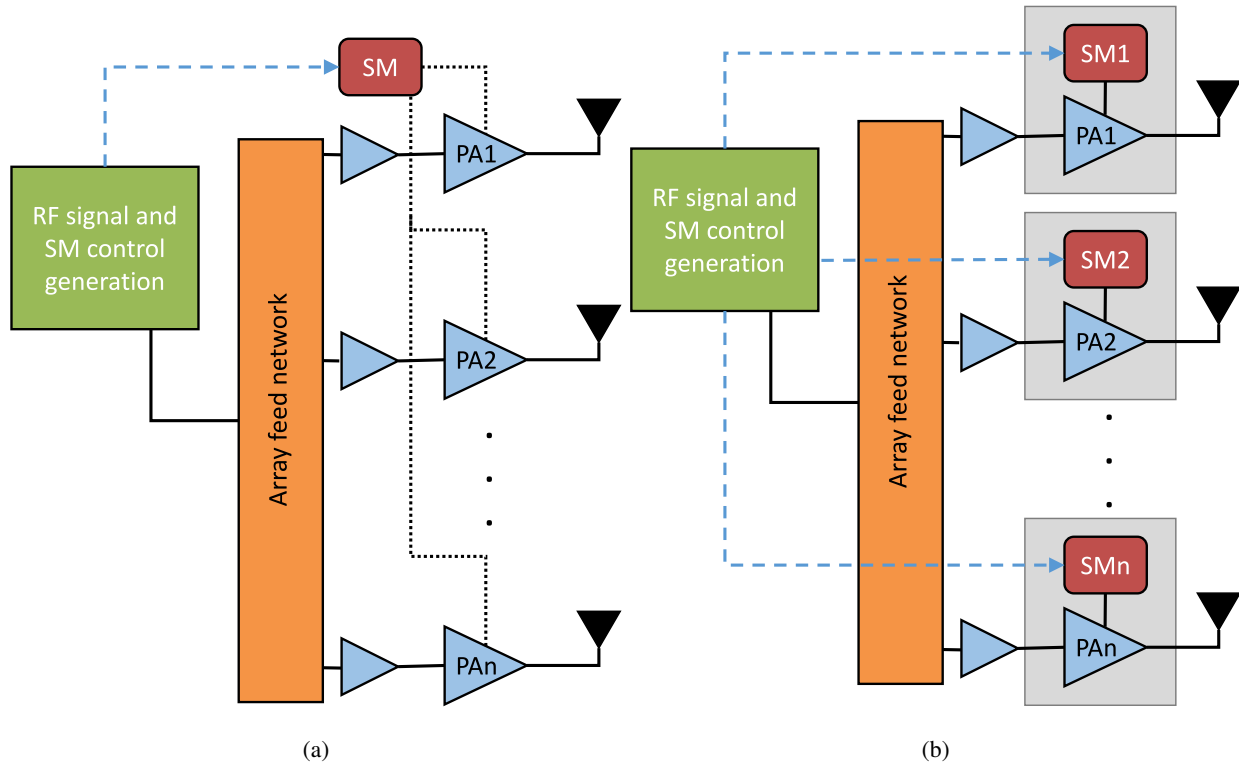 SM
PA1
RF signal and
SM control
generation
Array feed network
PA2
PAn
(a)
SM1
PA1
RF signal and
SM control
generation
SM2
PA2
Array feed network
SMn
PAn
(b)